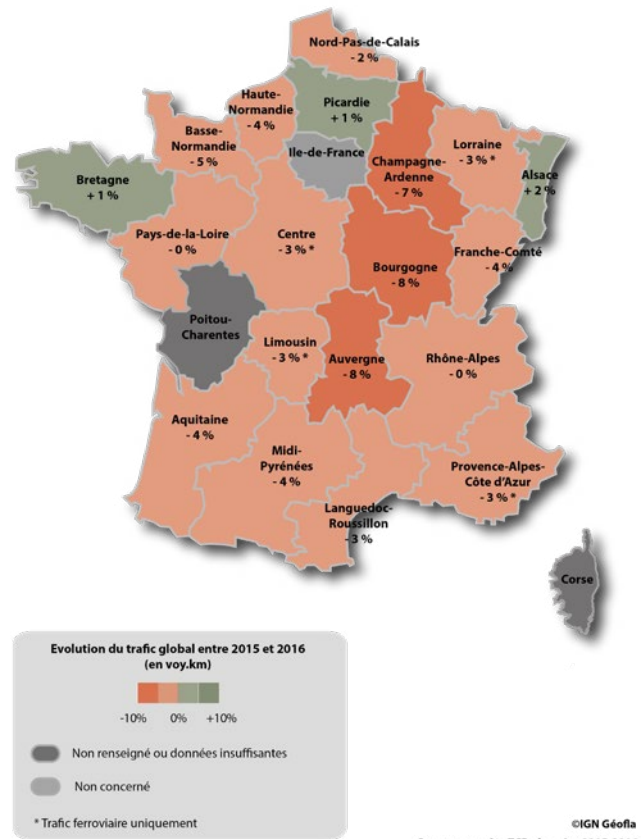 Nord-Pas-de-Calais
- 2 %
Haute-
Normandie
- 4 %
Picardie
+ 1 %
Basse-
Normandie
- 5 %
Ile-de-France
Champagne-
Ardenne
- 7 %
Lorraine
- 3 % *
Alsace
+ 2 %
Bretagne
+ 1 %
Pays-de-la-Loire
- 0 %
Centre
- 3 % *
Bourgogne
- 8 %
Franche-Comté
- 4 %
Poitou-
Charentes
Limousin
- 3 % *
Auvergne
- 8 %
Rhône-Alpes
- 0 %
Aquitaine
- 4 %
Midi-
Pyrénées
- 4 %
Languedoc-
Roussillon
- 3 %
Provence-Alpes-
Côte d'Azur
- 3 % *
Corse
Evolution du trafic global entre 2015 et 2016
(en voy.km)
-10% 0% +10%
Non renseigné ou données insuffisantes
Non concerné
* Trafic ferroviaire uniquement
©IGN Géofla